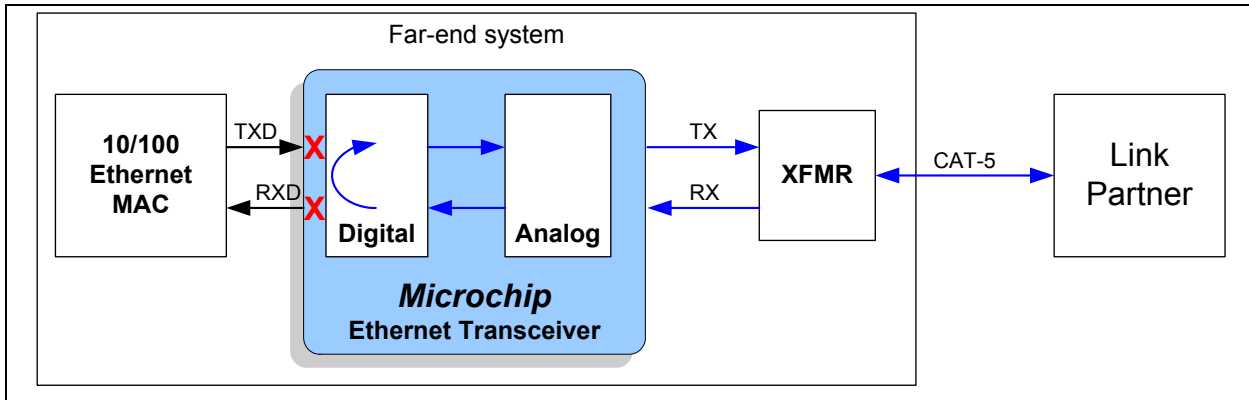 Far-end system
10/100
Ethernet
MAC
TXD
RXD
X
X
Digital
Analog
Microchip
Ethernet Transceiver
TX
RX
XFMR
CAT-5
Link
Partner